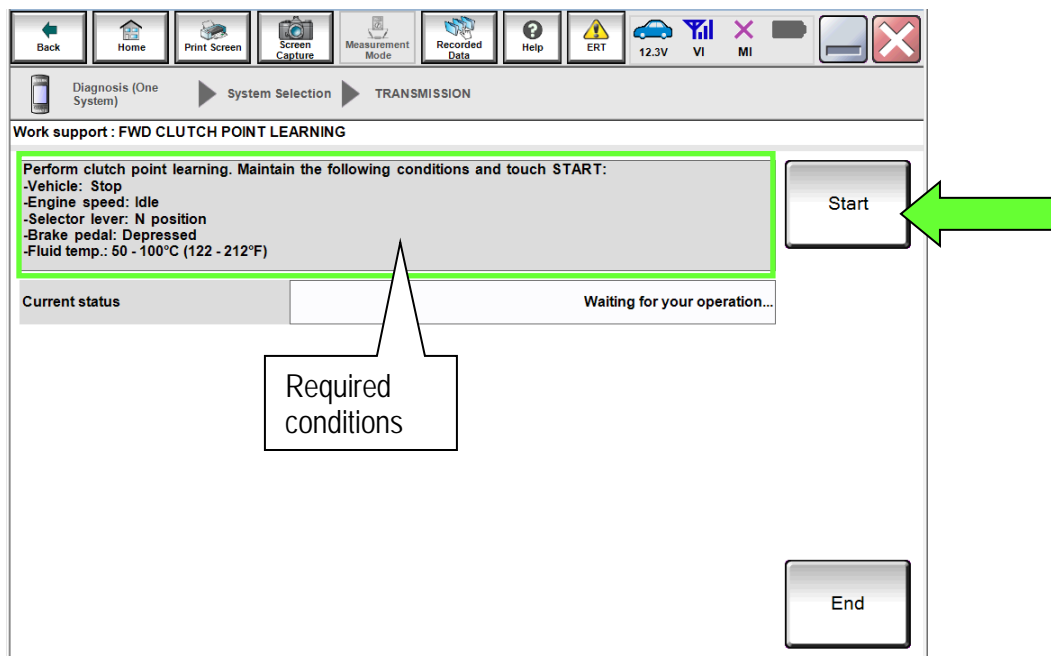 Back
Home
Print Screen
Screen
Capture
Measurement
Mode
Recorded
Data
Help
ERT
12.3V
VI
MI
Diagnosis (One
System)
System Selection
TRANSMISSION
Work support : FWD CLUTCH POINT LEARNING
Perform clutch point learning. Maintain the following conditions and touch START:
-Vehicle: Stop
-Engine speed: Idle
-Selector lever: N position
-Brake pedal: Depressed
-Fluid temp.: 50 - 100°C (122 - 212°F)
Start
Current status
Waiting for your operation...
Required
conditions
End